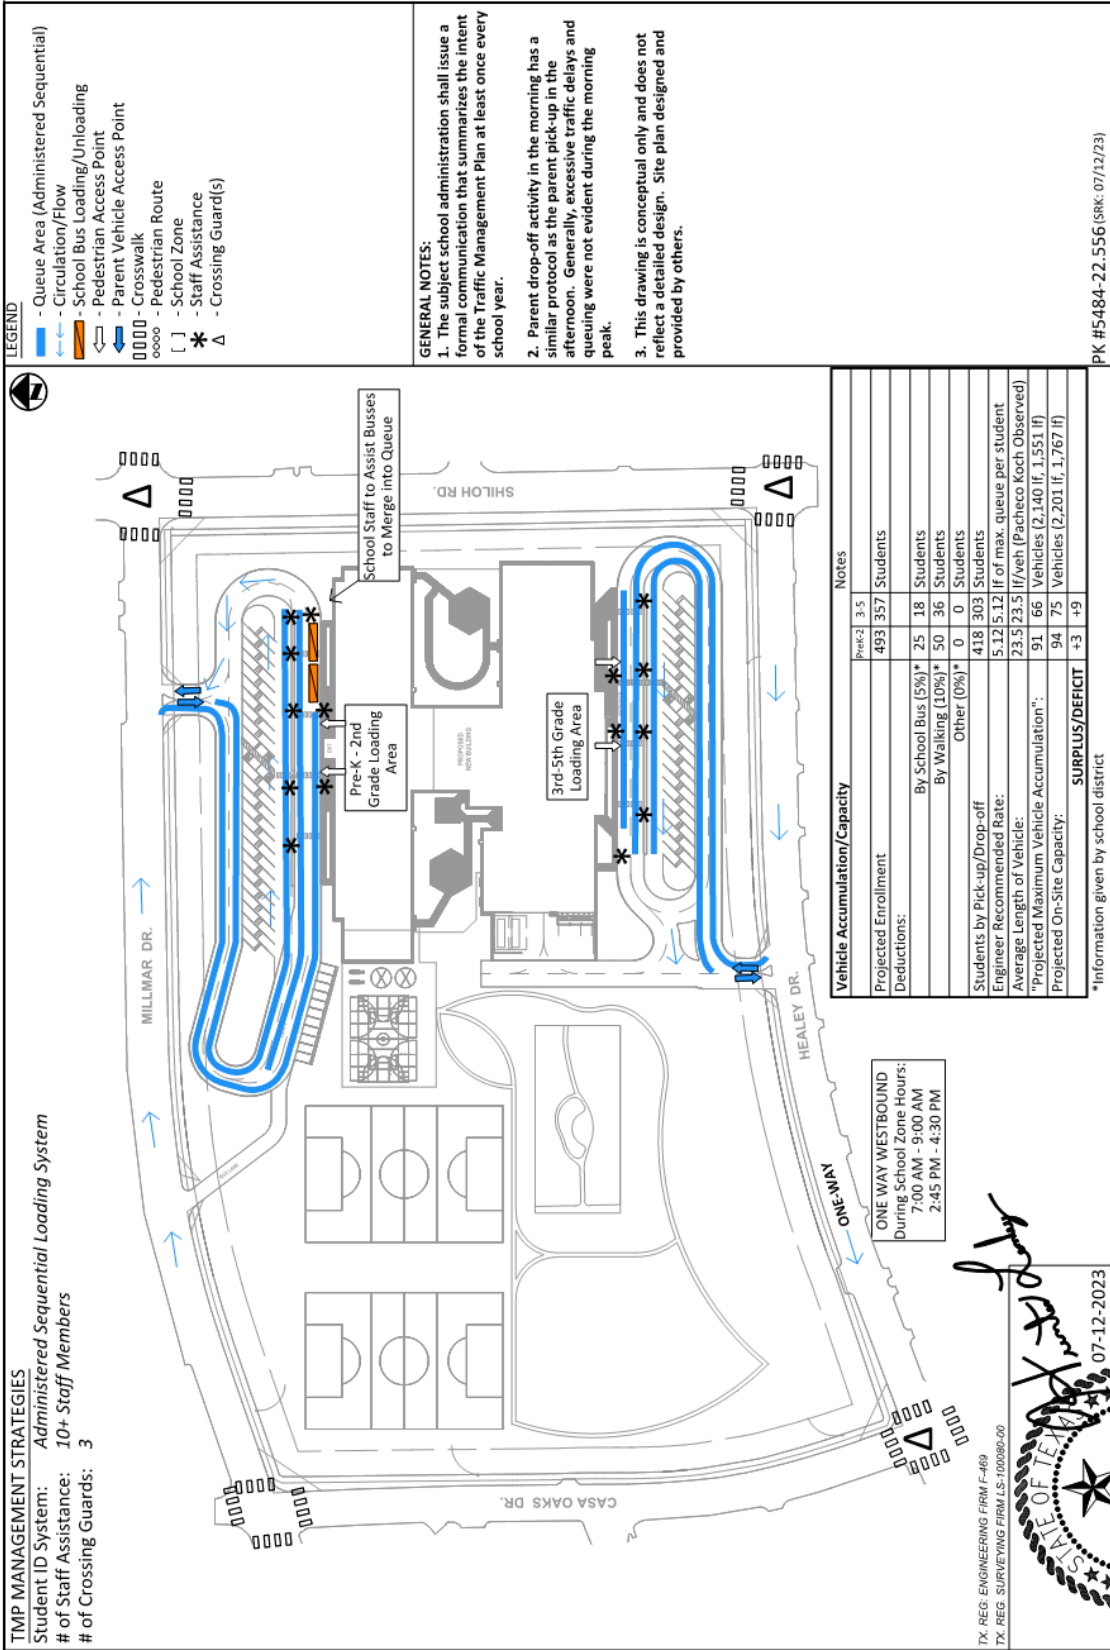 TMP MANAGEMENT STRATEGIES
Student ID System: Administered Sequential Loading System
# of Staff Assistance: 10+ Staff Members
# of Crossing Guards: 3
MILLMAR DR.
SHILOH RD.
HEALEY DR.
CASA OAKS DR.
School Staff to Assist Busses
to Merge into Queue
Pre-K - 2nd
Grade Loading
Area
PROPOSED
NEW BUILDING
3rd-5th Grade
Loading Area
ONE-WAY
ONE WAY WESTBOUND
During School Zone Hours:
7:00 AM - 9:00 AM
2:45 PM - 4:30 PM
LEGEND
- Queue Area (Administered Sequential)
- Circulation/Flow
- School Bus Loading/Unloading
- Pedestrian Access Point
- Parent Vehicle Access Point
- Crosswalk
- Pedestrian Route
[ ] - School Zone
- Staff Assistance
- Crossing Guard(s)
GENERAL NOTES:
1. The subject school administration shall issue a
formal communication that summarizes the intent
of the Traffic Management Plan at least once every
school year.
2. Parent drop-off activity in the morning has a
similar protocol as the parent pick-up in the
afternoon. Generally, excessive traffic delays and
queuing were not evident during the morning
peak.
3. This drawing is conceptual only and does not
reflect a detailed design. Site plan designed and
provided by others.
Vehicle Accumulation/Capacity PreK-2 3-5 Notes
Projected Enrollment 493 357 Students
Deductions:
By School Bus (5%)* 25 18 Students
By Walking (10%)* 50 36 Students
Other (0%)* 0 0 Students
Students by Pick-up/Drop-off 418 303 Students
Engineer Recommended Rate: 5.12 5.12 lf of max. queue per student
Average Length of Vehicle: 23.5 23.5 lf/veh (Pacheco Koch Observed)
"Projected Maximum Vehicle Accumulation": 91 66 Vehicles (2,140 lf, 1,551 lf)
Projected On-Site Capacity: 94 75 Vehicles (2,201 lf, 1,767 lf)
SURPLUS/DEFICIT +3 +9
*Information given by school district
PK #5484-22.556 (SRK: 07/12/23)
TX. REG: ENGINEERING FIRM F-469
TX. REG. SURVEYING FIRM LS-100080-00
STATE OF TEXAS
07-12-2023